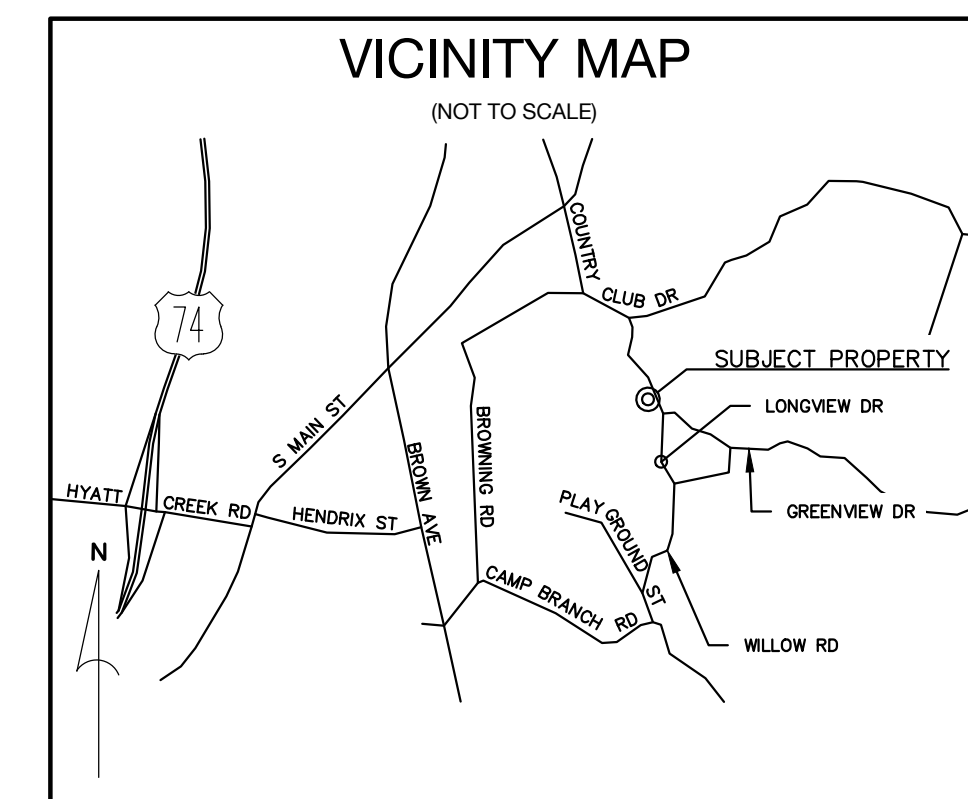 VICINITY MAP
(NOT TO SCALE)
COUNTRY
CLUB DR
74
SUBJECT PROPERTY
LONGVIEW DR
S MAIN ST
BROWN AVE
BROWNING RD
HYATT
CREEK RD
HENDRIX ST
PLAY GROUND ST
GREENVIEW DR
N
CAMP BRANCH RD
WILLOW RD